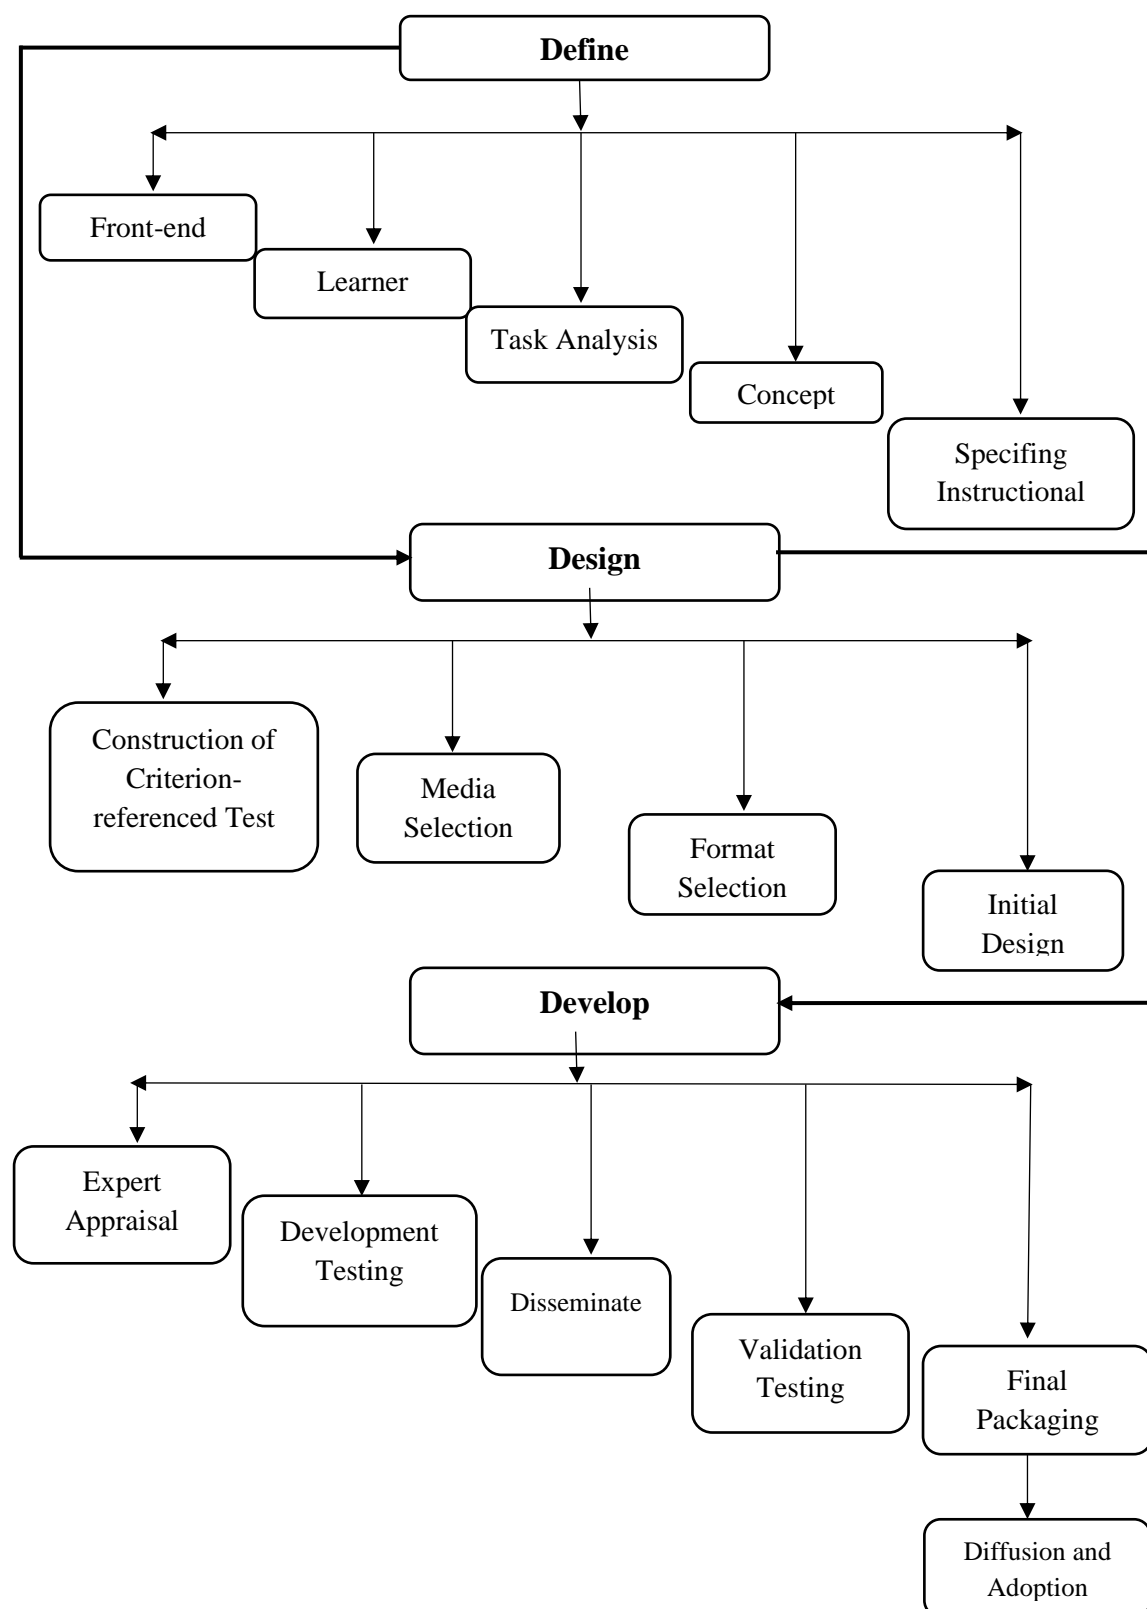 Define
Front-end
Learner
Task Analysis
Concept
Specifing
Instructional
Design
Construction of
Criterion-
referenced Test
Media
Selection
Format
Selection
Initial
Design
Develop
Expert
Appraisal
Development
Testing
Disseminate
Validation
Testing
Final
Packaging
Diffusion and
Adoption